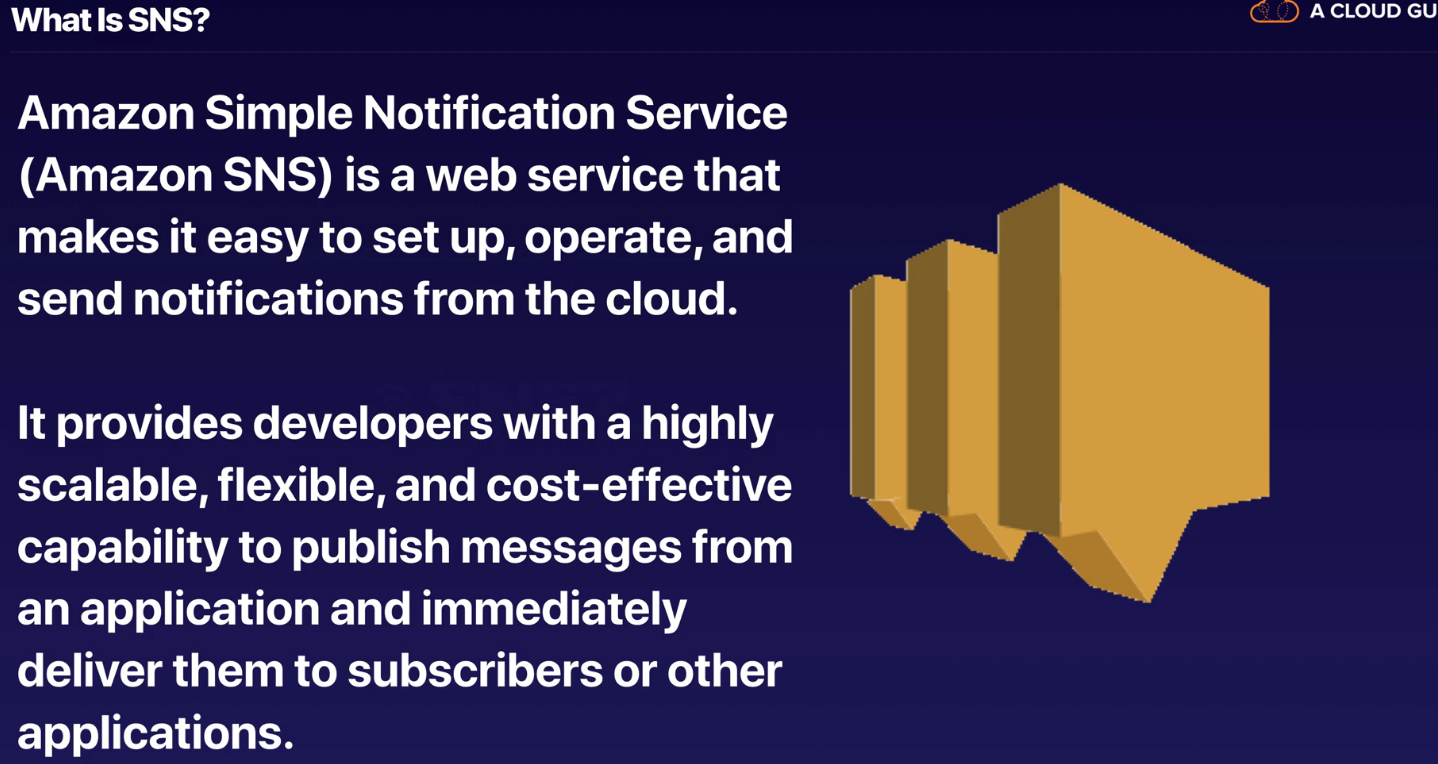 What Is SNS?
A CLOUD GU
Amazon Simple Notification Service
(Amazon SNS) is a web service that
makes it easy to set up, operate, and
send notifications from the cloud.
It provides developers with a highly
scalable, flexible, and cost-effective
capability to publish messages from
an application and immediately
deliver them to subscribers or other
applications.